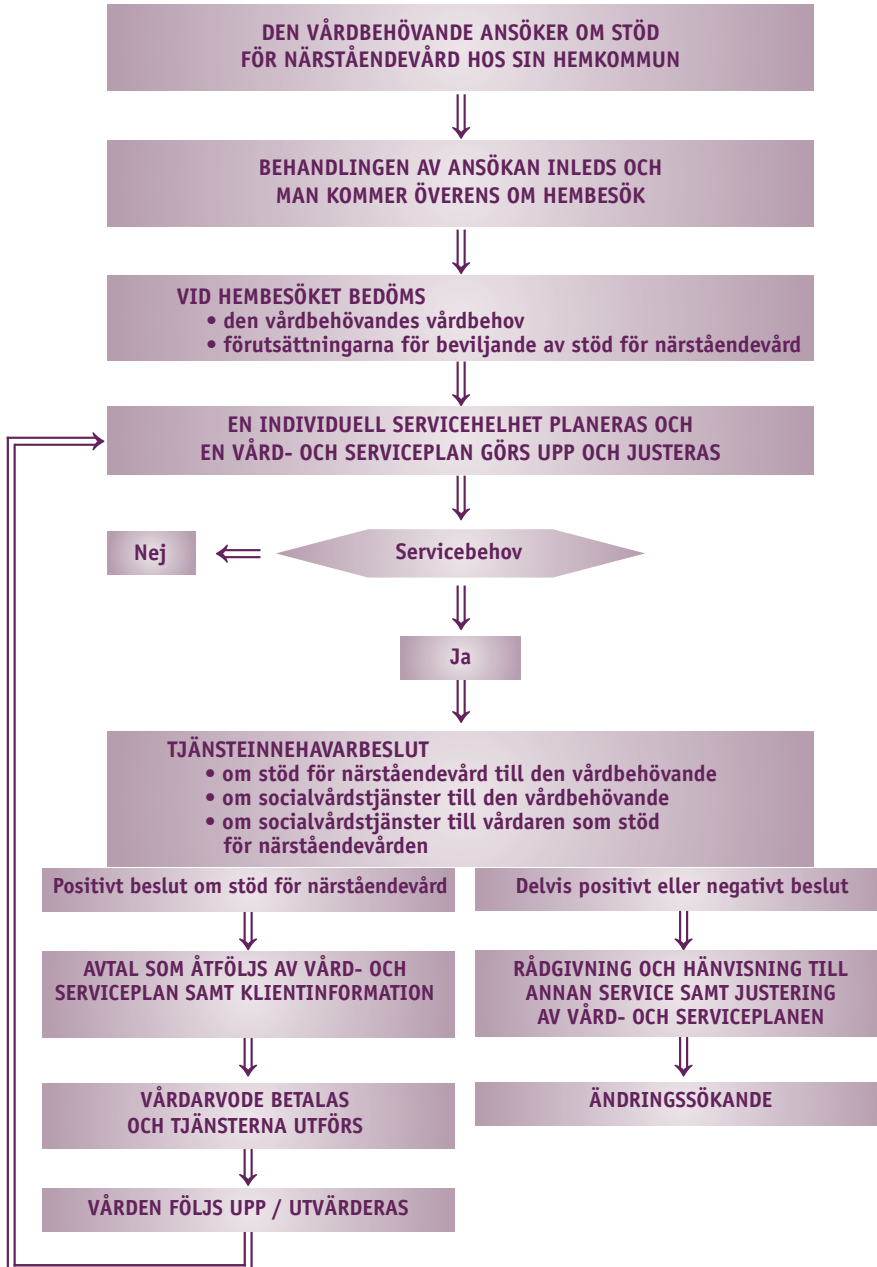 DEN VÅRDBEHÖVANDE ANSÖKER OM STÖD
FÖR NÄRSTÅENDEVÅRD HOS SIN HEMKOMMUN
BEHANDLINGEN AV ANSÖKAN INLEDS OCH
MAN KOMMER ÖVERENS OM HEMBESÖK
VID HEMBESÖKET BEDÖMS
• den vårdbehövandes vårdbehov
• förutsättningarna för beviljande av stöd för närståendevård
EN INDIVIDUELL SERVICEHELHET PLANERAS OCH
EN VÅRD- OCH SERVICEPLAN GÖRS UPP OCH JUSTERAS
Nej
Servicebehov
Ja
TJÄNSTEINNEHAVARBESLUT
• om stöd för närståendevård till den vårdbehövande
• om socialvårdstjänster till den vårdbehövande
• om socialvårdstjänster till vårdaren som stöd
för närståendevården
Positivt beslut om stöd för närståendevård
AVTAL SOM ÅTFÖLJS AV VÅRD- OCH
SERVICEPLAN SAMT KLIENTINFORMATION
VÅRDARVODE BETALAS
OCH TJÄNSTERNA UTFÖRS
VÅRDEN FÖLJS UPP / UTVÄRDERAS
Delvis positivt eller negativt beslut
RÅDGIVNING OCH HÄNVISNING TILL
ANNAN SERVICE SAMT JUSTERING
AV VÅRD- OCH SERVICEPLANEN
ÄNDRINGSSÖKANDE